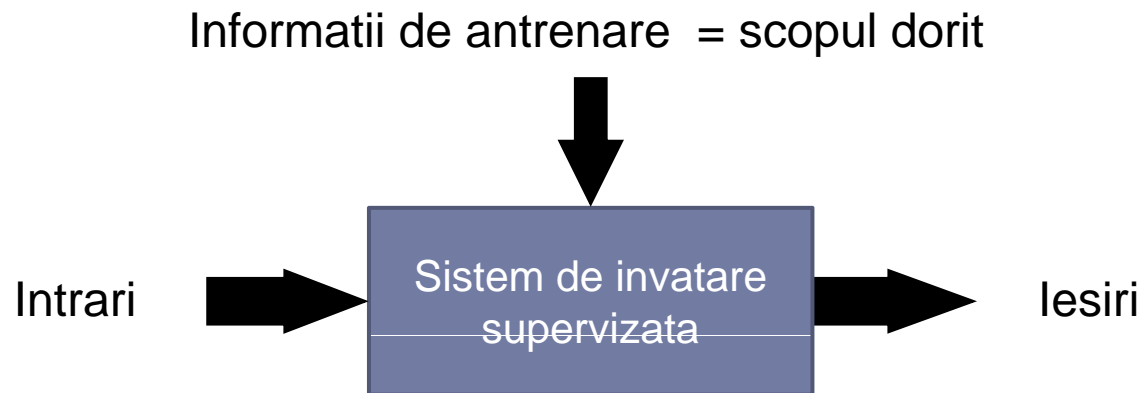 Informatii de antrenare = scopul dorit
Intrari
Sistem de invatare
supervizata
Iesiri